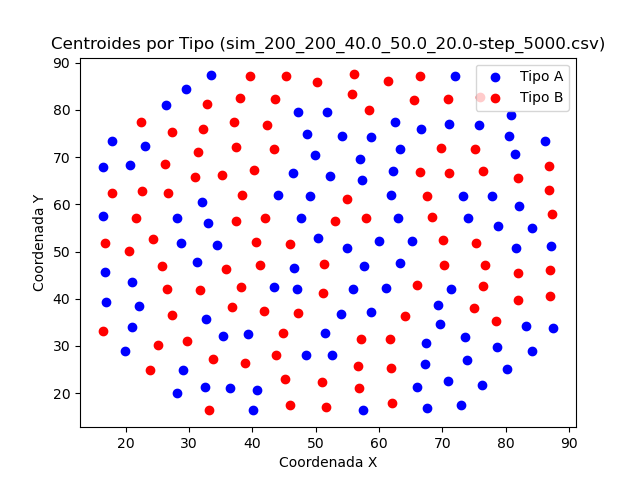 Centroides por Tipo (sim_200_200_40.0_50.0_20.0-step_5000.csv)
Tipo A
Tipo B
90
80
70
60
50
40
30
20
Coordenada Y
20 30 40 50 60 70 80 90
Coordenada X